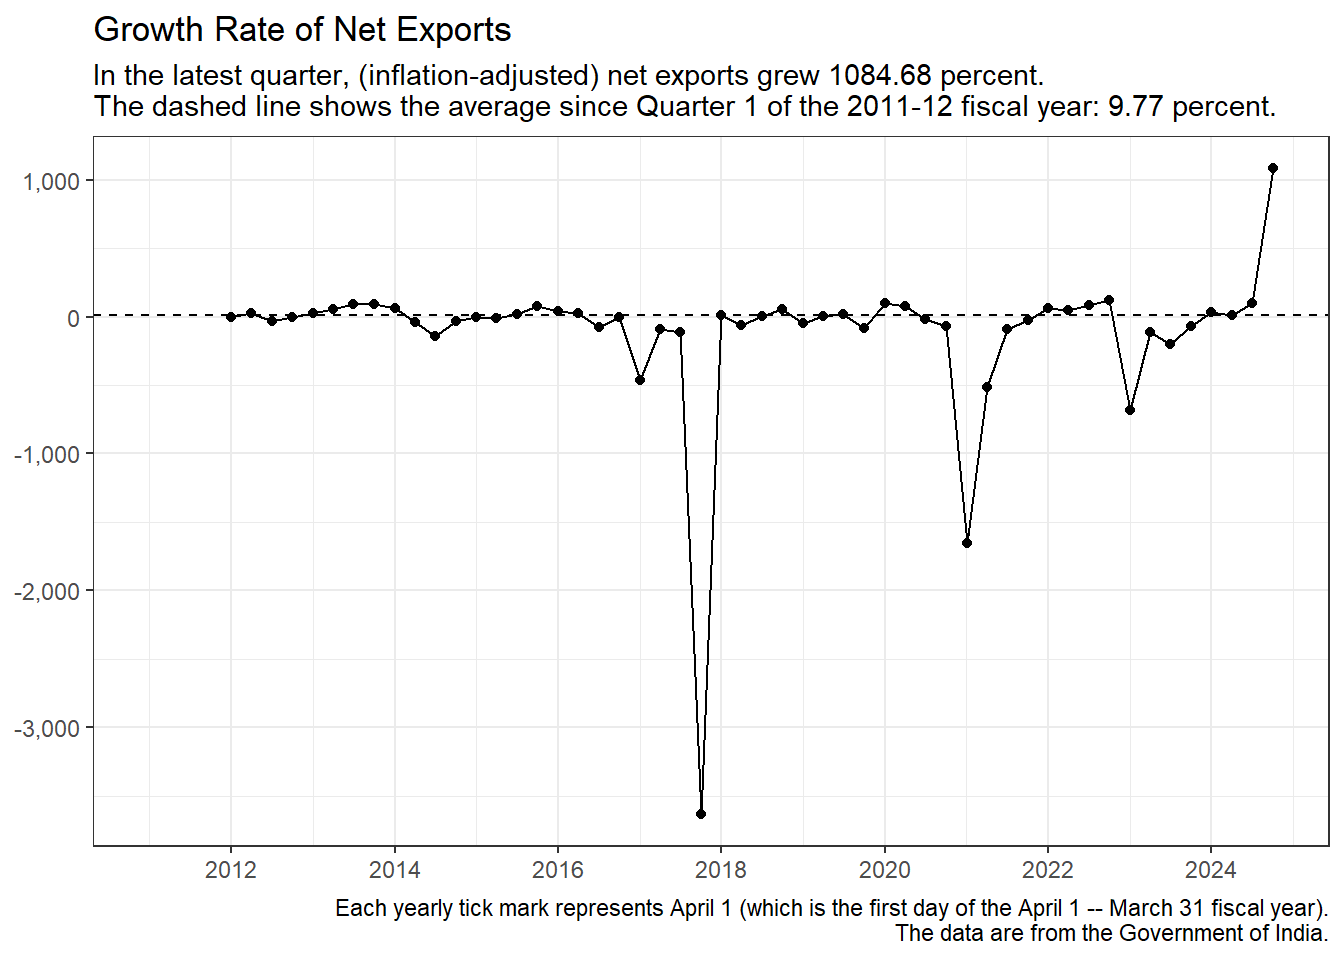 Growth Rate of Net Exports
In the latest quarter, (inflation-adjusted) net exports grew 1084.68 percent.
The dashed line shows the average since Quarter 1 of the 2011-12 fiscal year: 9.77 percent.
1,000
0
-1,000
-2,000
-3,000
2012 2014 2016 2018 2020 2022 2024
Each yearly tick mark represents April 1 (which is the first day of the April 1 -- March 31 fiscal year).
The data are from the Government of India.